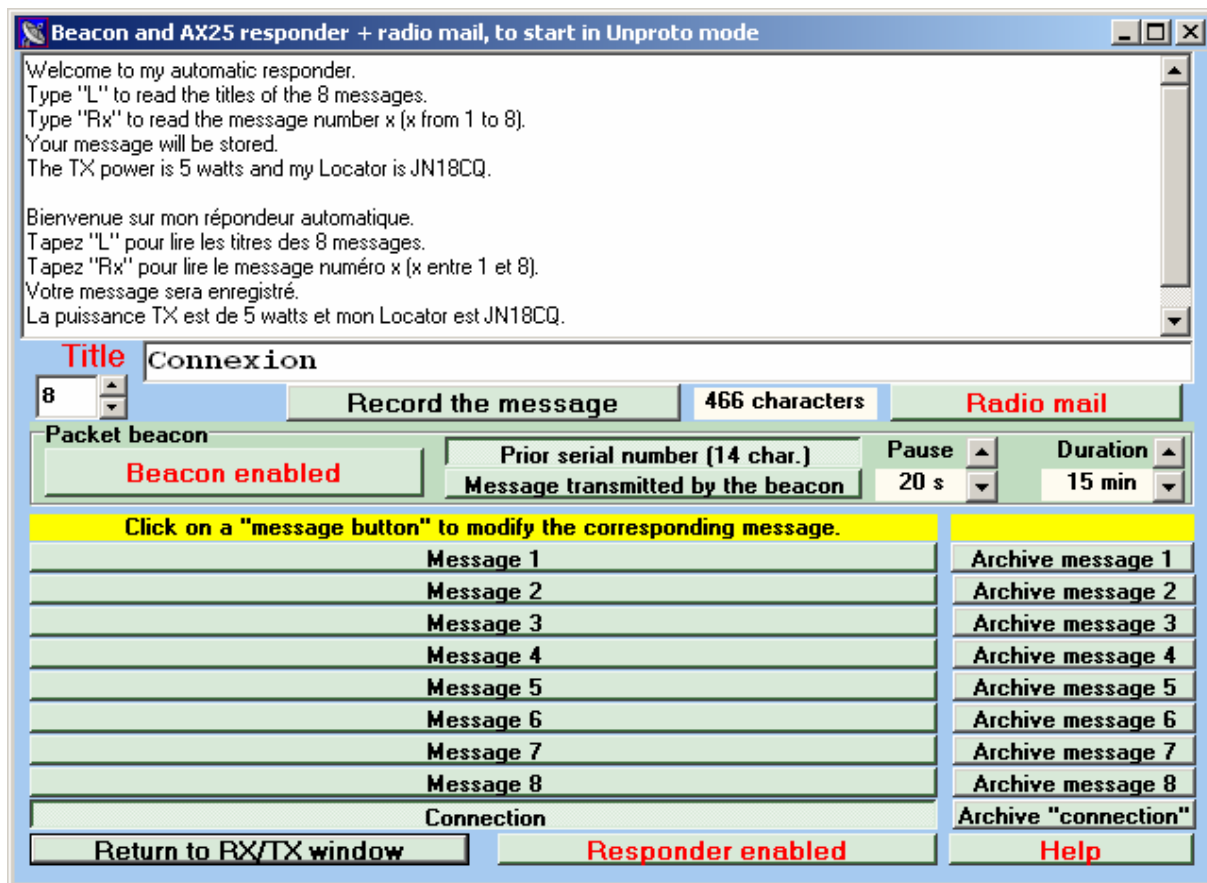 Beacon and AX25 responder + radio mail, to start in Unproto mode
Welcome to my automatic responder.
Type "L" to read the titles of the 8 messages.
Type "Rx" to read the message number x (x from 1 to 8).
Your message will be stored.
The TX power is 5 watts and my Locator is JN18CQ.
Bienvenue sur mon répondeur automatique.
Tapez "L" pour lire les titres des 8 messages.
Tapez "Rx" pour lire le message numéro x (x entre 1 et 8).
Votre message sera enregistré.
La puissance TX est de 5 watts et mon Locator est JN18CQ.
Title Connexion
8 Record the message 466 characters Radio mail
Packet beacon
Beacon enabled
Prior serial number (14 char.)
Message transmitted by the beacon
Pause
20 s
Duration
15 min
Click on a "message button" to modify the corresponding message.
Message 1 Archive message 1
Message 2 Archive message 2
Message 3 Archive message 3
Message 4 Archive message 4
Message 5 Archive message 5
Message 6 Archive message 6
Message 7 Archive message 7
Message 8 Archive message 8
Connection Archive "connection"
Return to RX/TX window Responder enabled Help